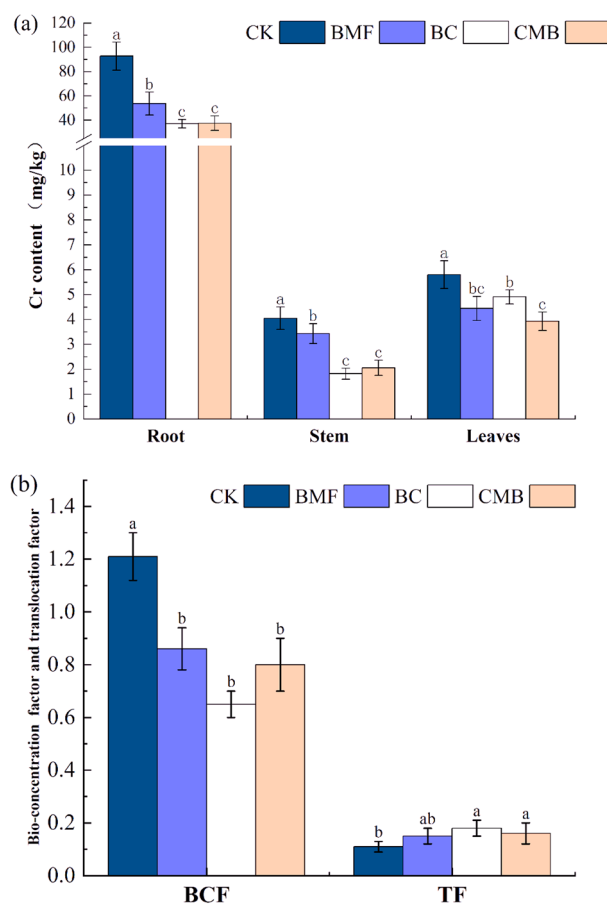 (a)
CK BMF BC CMB
120
100
80
60
40
10
9
8
7
6
5
4
3
2
1
0
Cr content（mg/kg）
a
b
c
c
a
b
c
c
a
bc
b
c
Root Stem Leaves
(b)
CK BMF BC CMB
1.4
1.2
1.0
0.8
0.6
0.4
0.2
0.0
Bio-concentration factor and translocation factor
a
b
b
b
b
ab
a
a
BCF TF